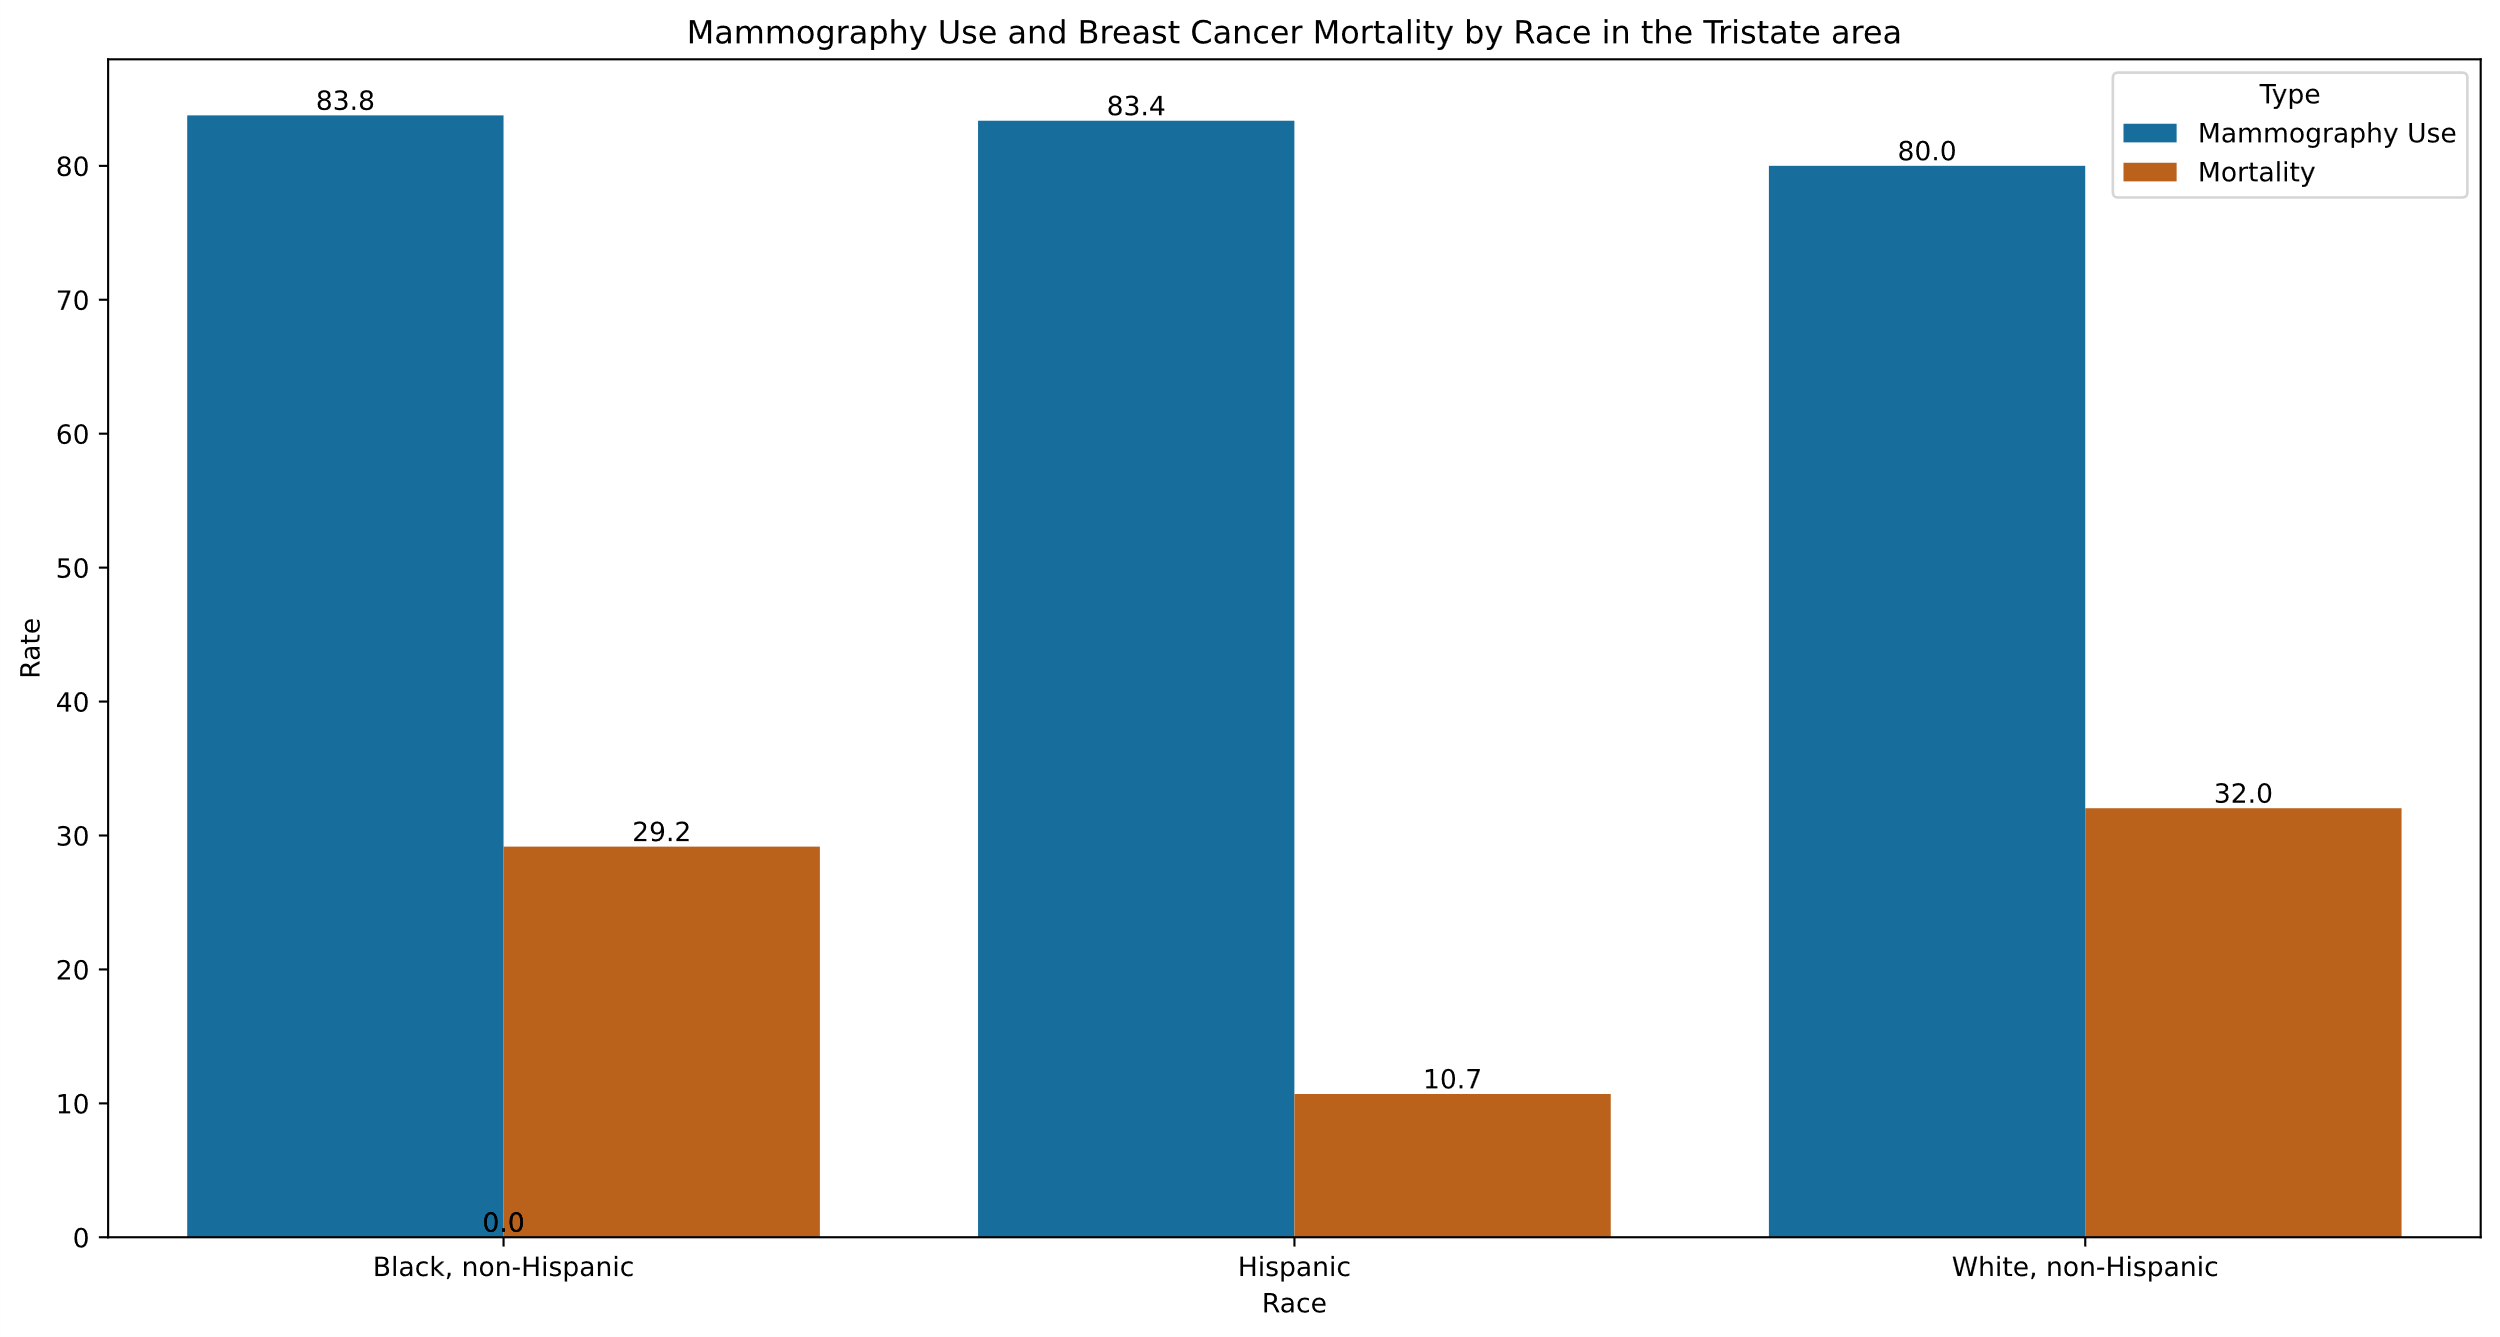 Mammography Use and Breast Cancer Mortality by Race in the Tristate area
Type
Mammography Use
Mortality
83.8
83.4
80.0
29.2
10.7
32.0
0.0
80
70
60
50
40
30
20
10
0
Rate
Black, non-Hispanic
Hispanic
White, non-Hispanic
Race